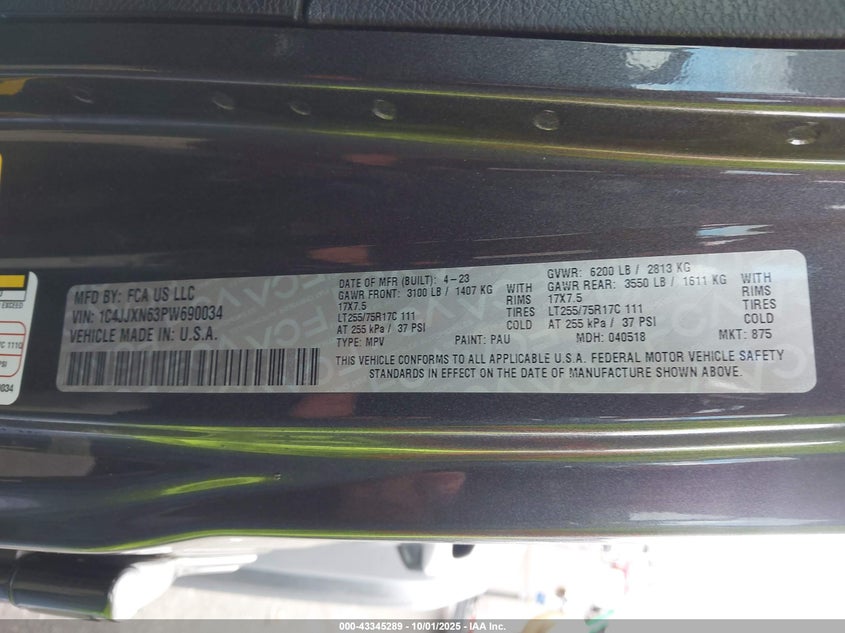 EXCEED
C 111
PSI
0034
MFD BY: FCA US LLC
VIN: 1C4JJXN63PW690034
VEHICLE MADE IN: U.S.A.
DATE OF MFR (BUILT): 4-23
GAWR FRONT: 3100 LB / 1407 KG WITH
17X7.5 RIMS
LT255/75R17C 111 TIRES
AT 255 kPa / 37 PSI COLD
TYPE: MPV PAINT: PAU
GVWR: 6200 LB / 2813 KG
GAWR REAR: 3550 LB / 1611 KG WITH
17X7.5 RIMS
LT255/75R17C 111 TIRES
AT 255 kPa / 37 PSI COLD
MDH: 040518 MKT: 875
THIS VEHICLE CONFORMS TO ALL APPLICABLE U.S.A. FEDERAL MOTOR VEHICLE SAFETY
STANDARDS IN EFFECT ON THE DATE OF MANUFACTURE SHOWN ABOVE.
000-43345289 - 10/01/2025 - IAA Inc.